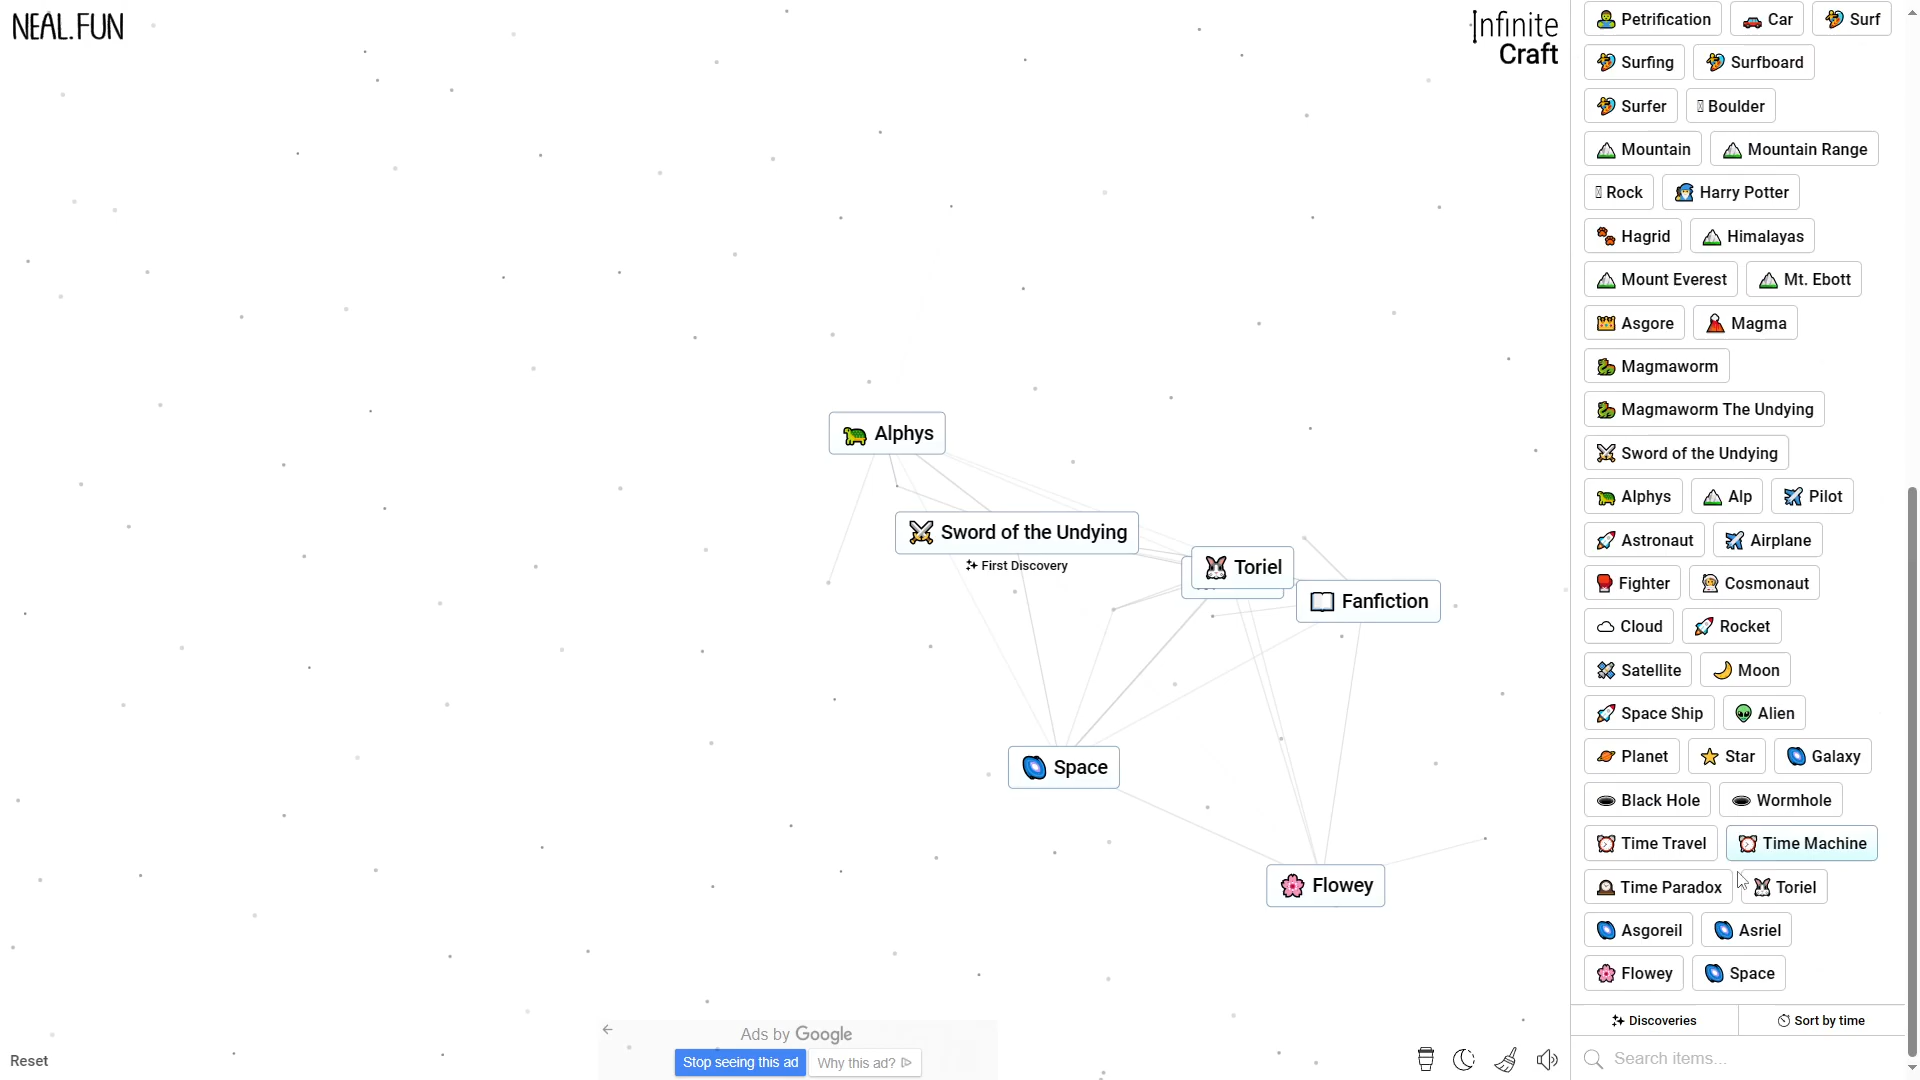 NEAL.FUN
Infinite
Craft
Alphys
Sword of the Undying
First Discovery
Toriel
Fanfiction
Space
Flowey
Petrification Car Surf
Surfing Surfboard
Surfer Boulder
Mountain Mountain Range
Rock Harry Potter
Hagrid Himalayas
Mount Everest Mt. Ebott
Asgore Magma
Magmaworm
Magmaworm The Undying
Sword of the Undying
Alphys Alp Pilot
Astronaut Airplane
Fighter Cosmonaut
Cloud Rocket
Satellite Moon
Space Ship Alien
Planet Star Galaxy
Black Hole Wormhole
Time Travel Time Machine
Time Paradox Toriel
Asgoreil Asriel
Flowey Space
Discoveries Sort by time
Search items...
Ads by Google
Stop seeing this ad Why this ad?
Reset